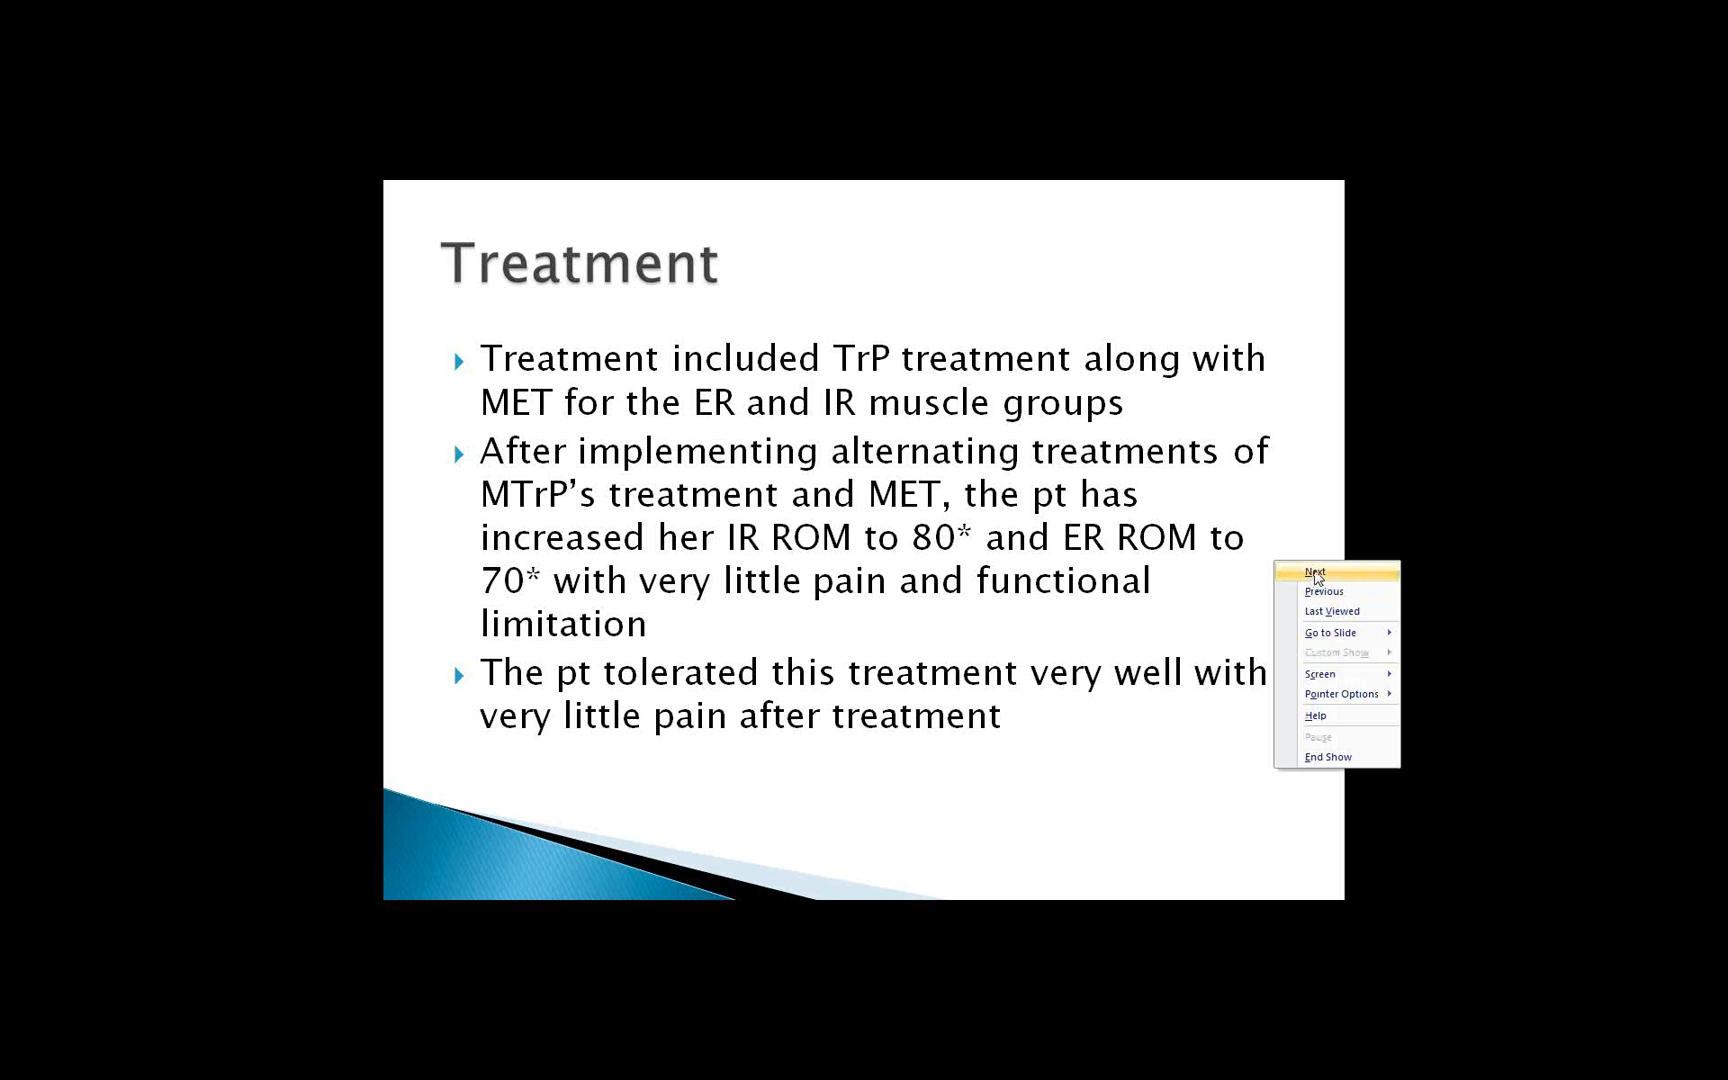 Treatment
Treatment included TrP treatment along with
MET for the ER and IR muscle groups
After implementing alternating treatments of
MTrP’s treatment and MET, the pt has
increased her IR ROM to 80* and ER ROM to
70* with very little pain and functional
limitation
The pt tolerated this treatment very well with
very little pain after treatment
Next
Previous
Last Viewed
Go to Slide
Custom Show
Screen
Pointer Options
Help
Pause
End Show